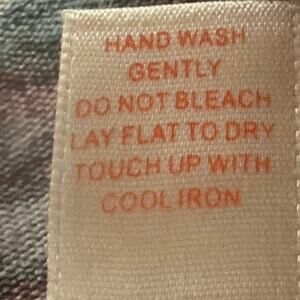 HAND WASH
GENTLY
DO NOT BLEACH
LAY FLAT TO DRY
TOUCH UP WITH
COOL IRON